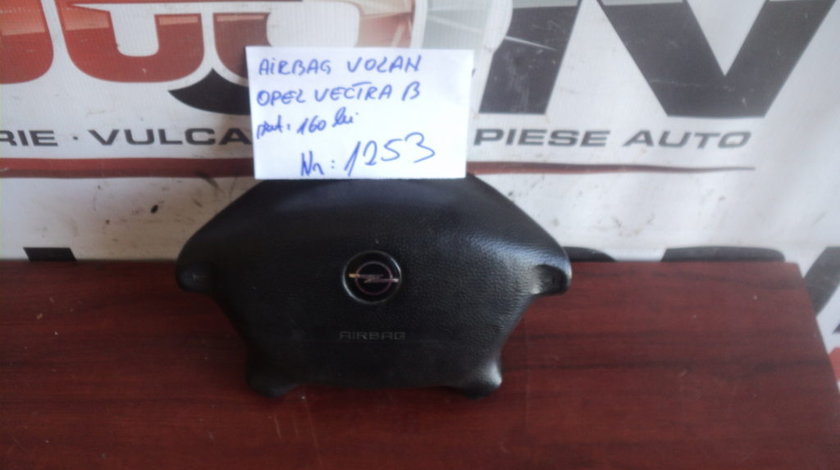 AIRBAG VOLAN
OPEL VECTRA B
pret: 160 lei
Nr: 1253
RIE · VULCA
PIESE AUTO
AIRBAG